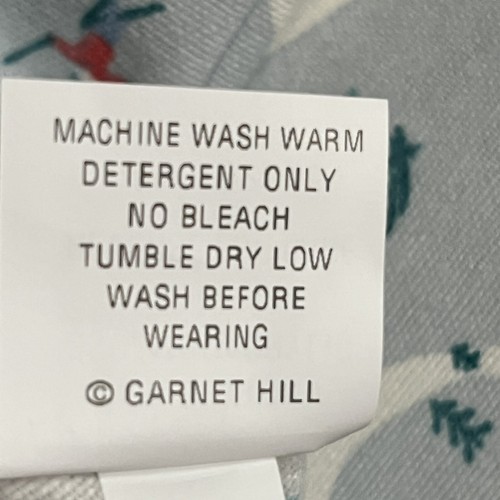 MACHINE WASH WARM
DETERGENT ONLY
NO BLEACH
TUMBLE DRY LOW
WASH BEFORE
WEARING
© GARNET HILL